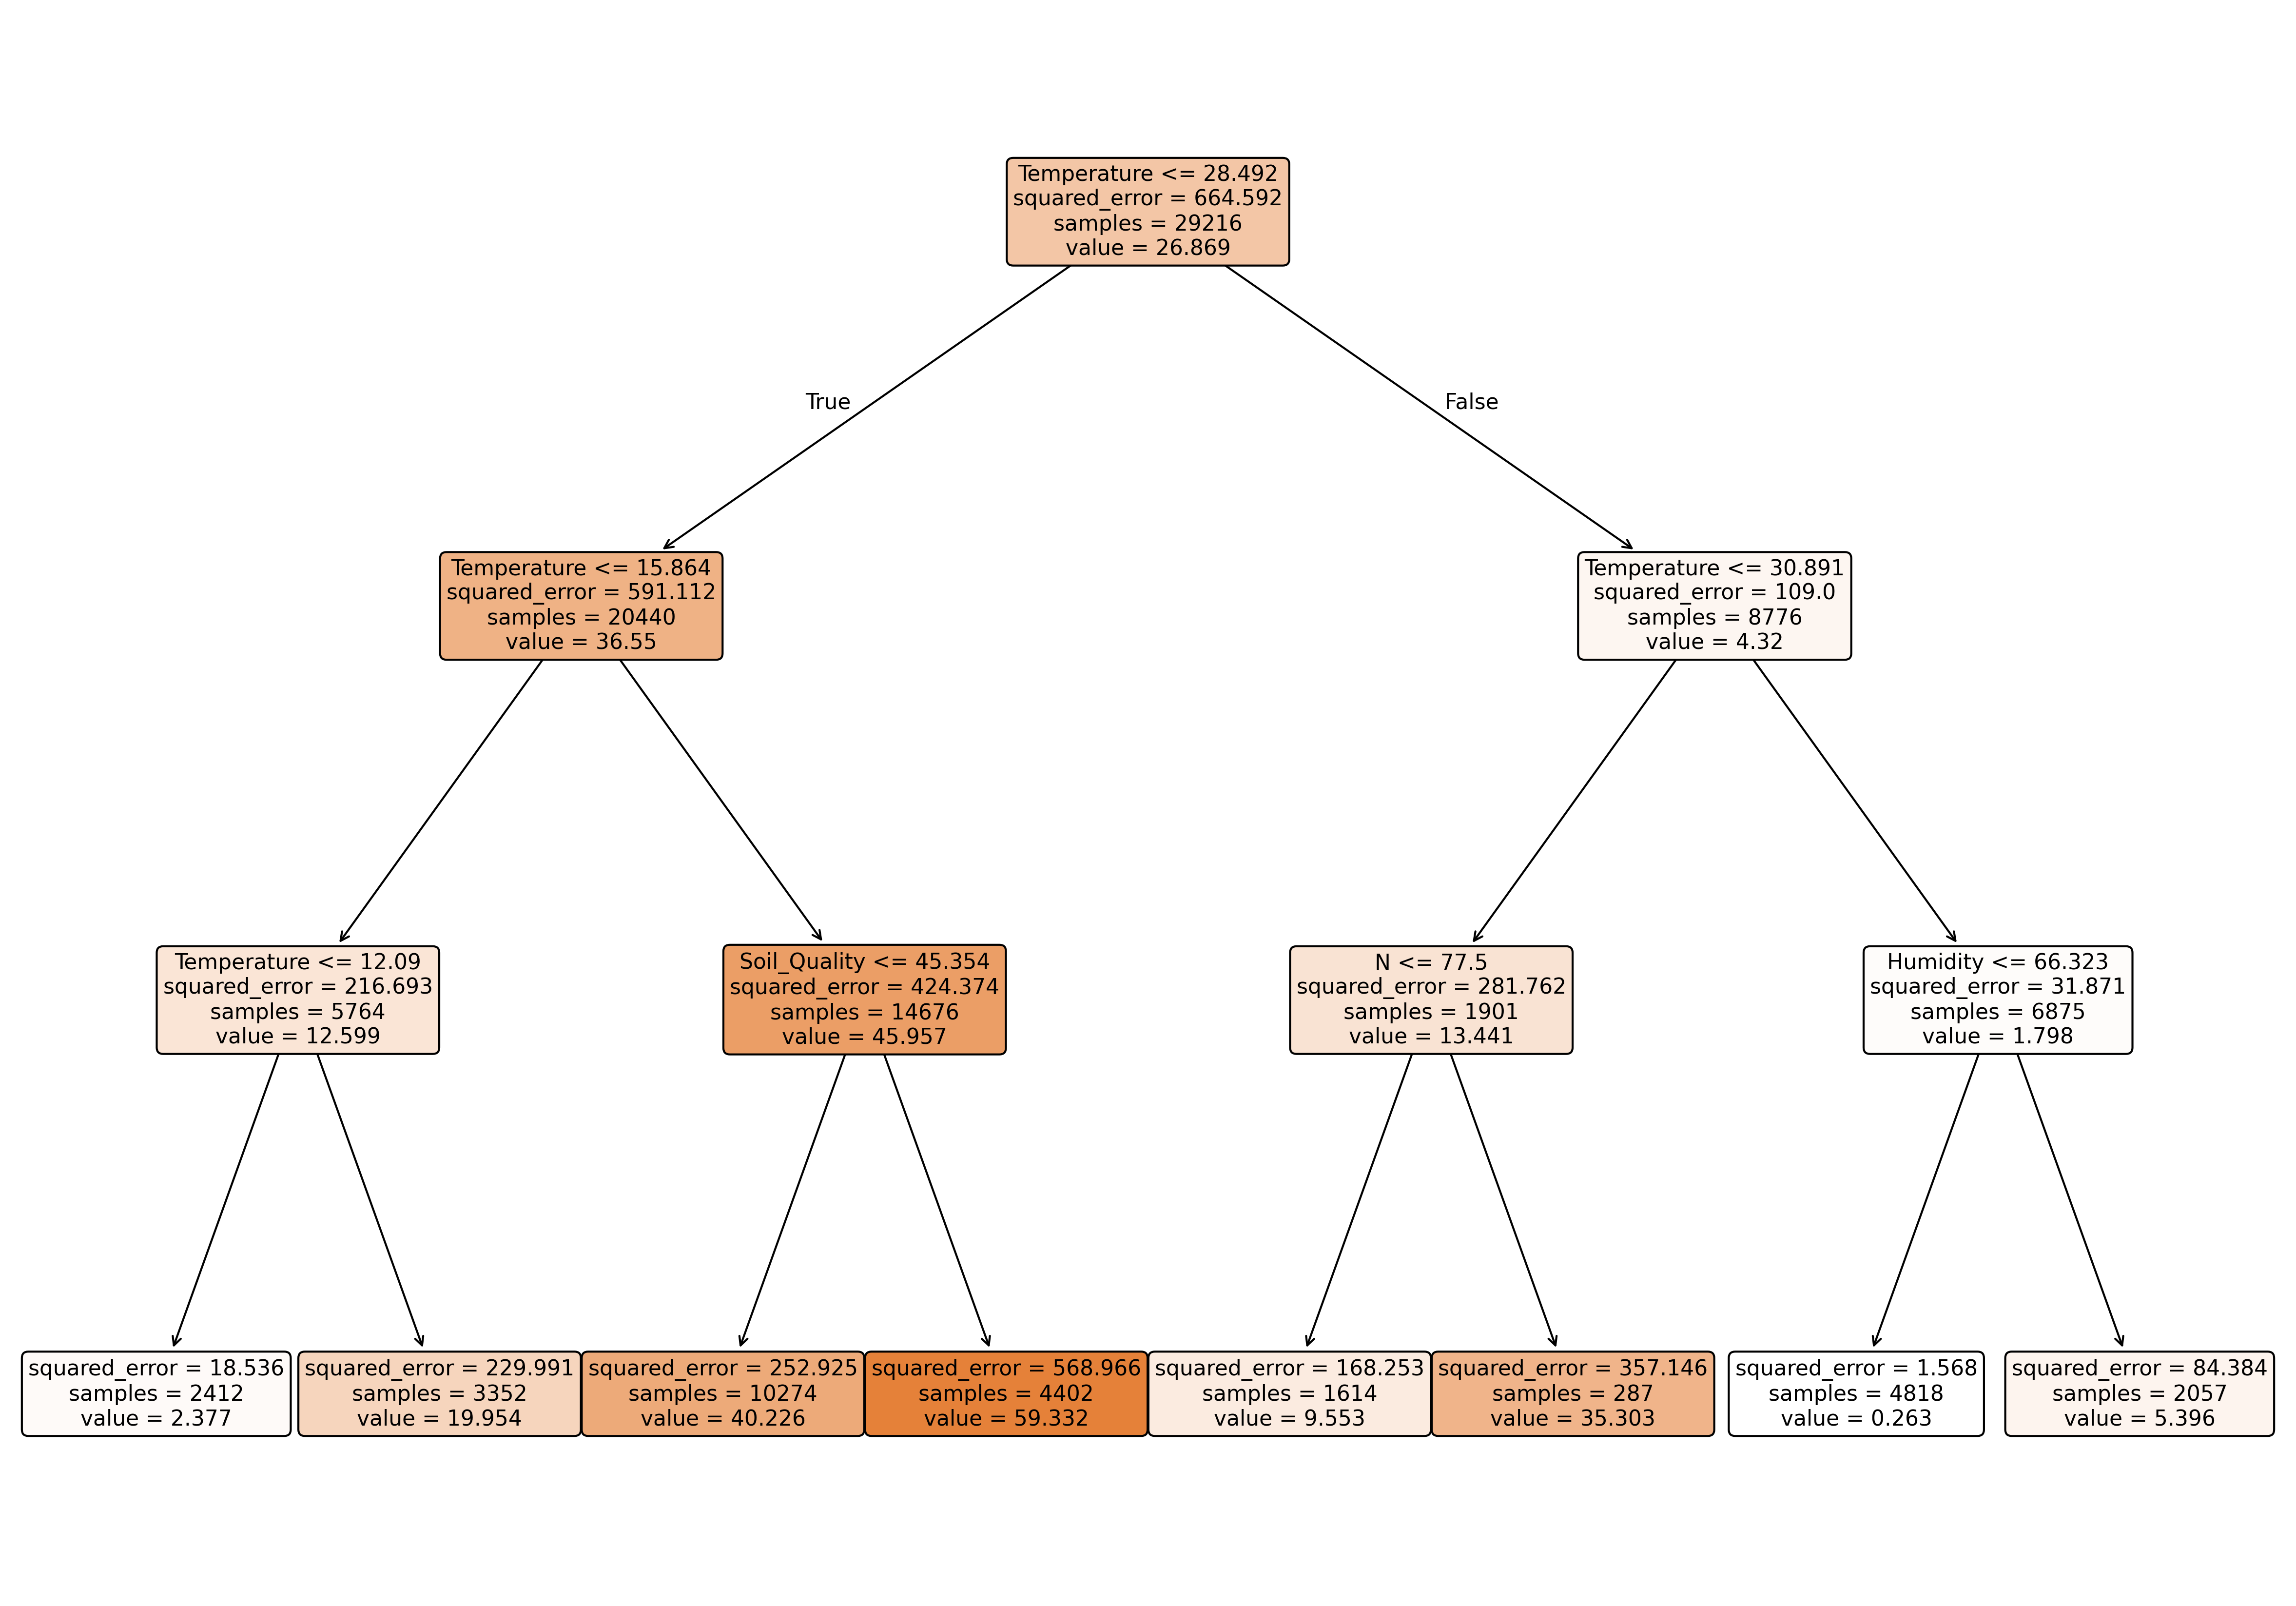 Temperature <= 28.492
squared_error = 664.592
samples = 29216
value = 26.869
True
False
Temperature <= 15.864
squared_error = 591.112
samples = 20440
value = 36.55
Temperature <= 30.891
squared_error = 109.0
samples = 8776
value = 4.32
Temperature <= 12.09
squared_error = 216.693
samples = 5764
value = 12.599
Soil_Quality <= 45.354
squared_error = 424.374
samples = 14676
value = 45.957
N <= 77.5
squared_error = 281.762
samples = 1901
value = 13.441
Humidity <= 66.323
squared_error = 31.871
samples = 6875
value = 1.798
squared_error = 18.536
samples = 2412
value = 2.377
squared_error = 229.991
samples = 3352
value = 19.954
squared_error = 252.925
samples = 10274
value = 40.226
squared_error = 568.966
samples = 4402
value = 59.332
squared_error = 168.253
samples = 1614
value = 9.553
squared_error = 357.146
samples = 287
value = 35.303
squared_error = 1.568
samples = 4818
value = 0.263
squared_error = 84.384
samples = 2057
value = 5.396